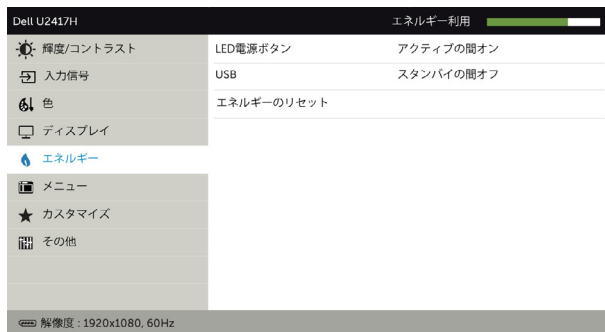 Dell U2417H エネルギー利用
輝度/コントラスト LED電源ボタン アクティブの間オン
入力信号 USB スタンバイの間オフ
色 エネルギーのリセット
ディスプレイ
エネルギー
メニュー
カスタマイズ
その他
解像度 : 1920x1080, 60Hz